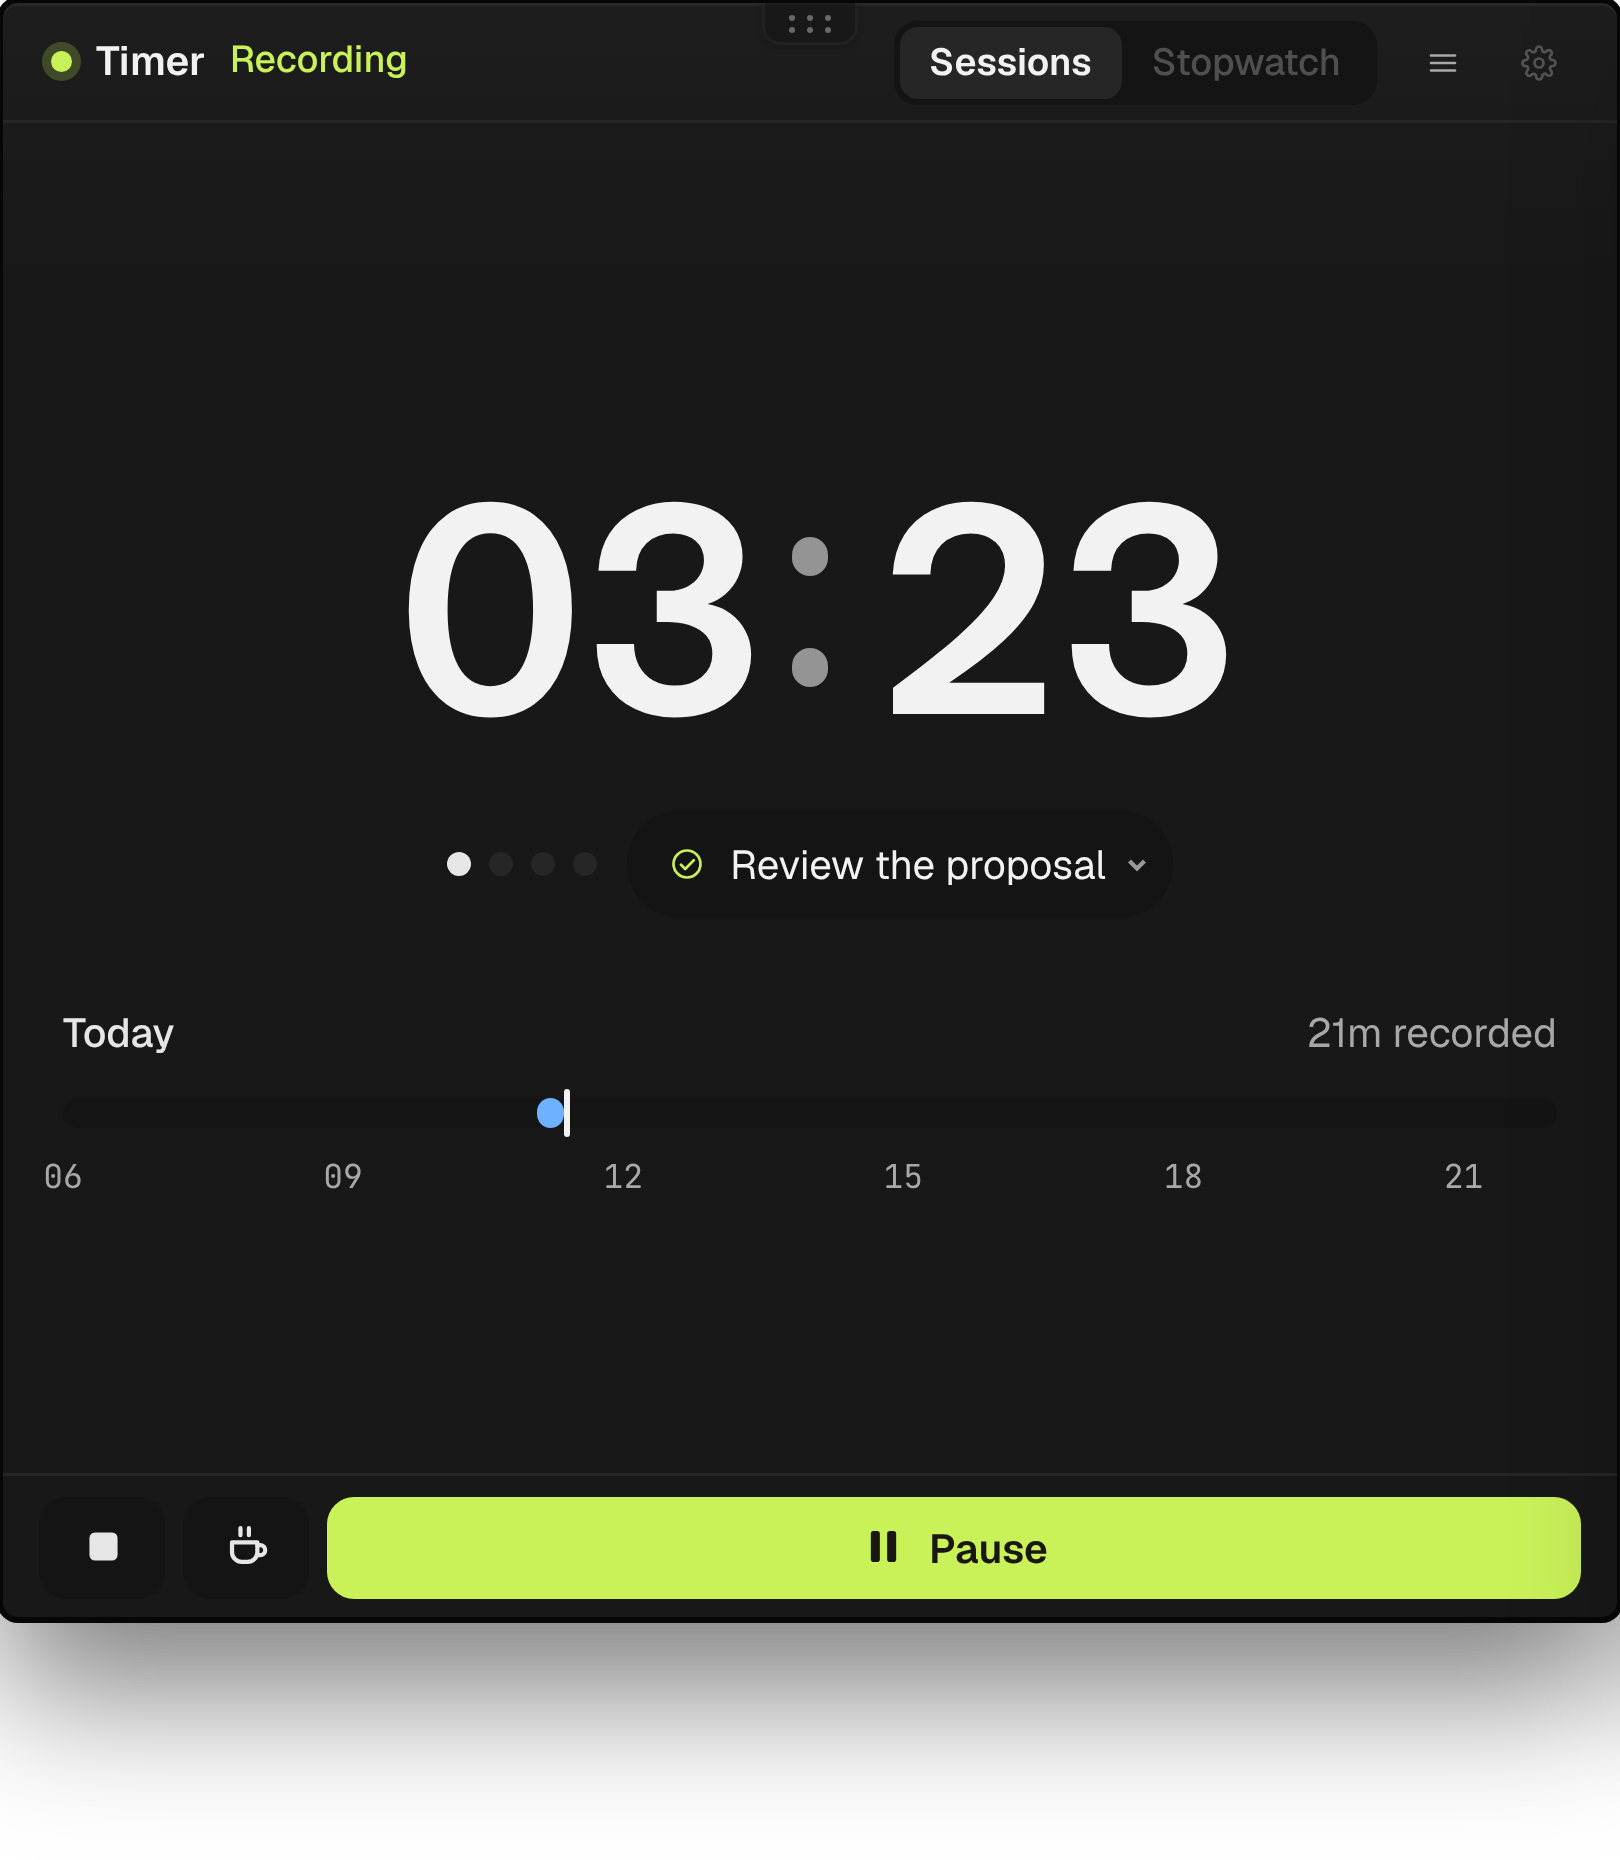 Timer Recording Sessions Stopwatch
03:23
Review the proposal
Today 21m recorded
06 09 12 15 18 21
Pause